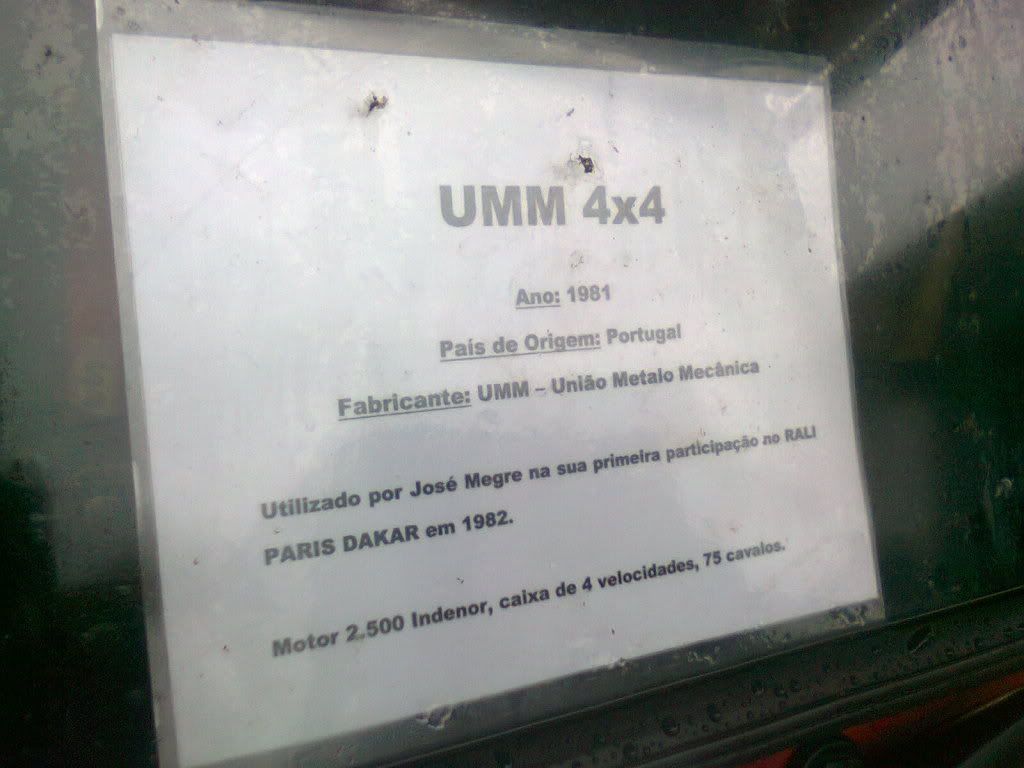 UMM 4x4
Ano: 1981
País de Origem: Portugal
Fabricante: UMM – União Metalo Mecânica
Utilizado por José Megre na sua primeira participação no RALI
PARIS DAKAR em 1982.
Motor 2.500 Indenor, caixa de 4 velocidades, 75 cavalos.